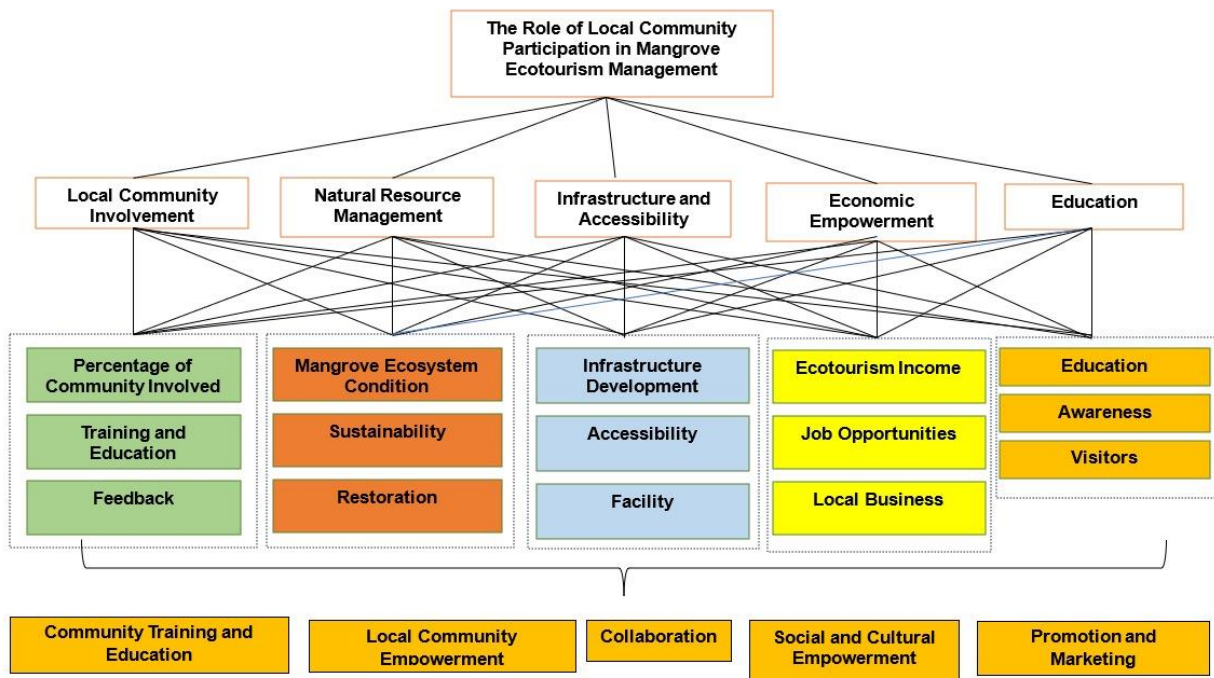 The Role of Local Community
Participation in Mangrove
Ecotourism Management
Local Community
Involvement
Natural Resource
Management
Infrastructure and
Accessibility
Economic
Empowerment
Education
Percentage of
Community Involved
Training and
Education
Feedback
Mangrove Ecosystem
Condition
Sustainability
Restoration
Infrastructure
Development
Accessibility
Facility
Ecotourism Income
Job Opportunities
Local Business
Education
Awareness
Visitors
Community Training and
Education
Local Community
Empowerment
Collaboration
Social and Cultural
Empowerment
Promotion and
Marketing